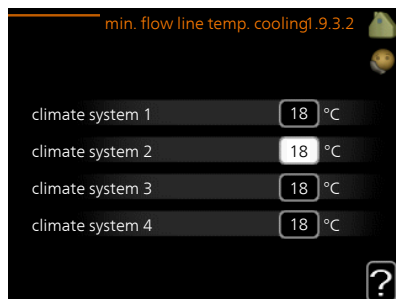 min. flow line temp. cooling1.9.3.2
climate system 1 18 °C
climate system 2 18 °C
climate system 3 18 °C
climate system 4 18 °C
?